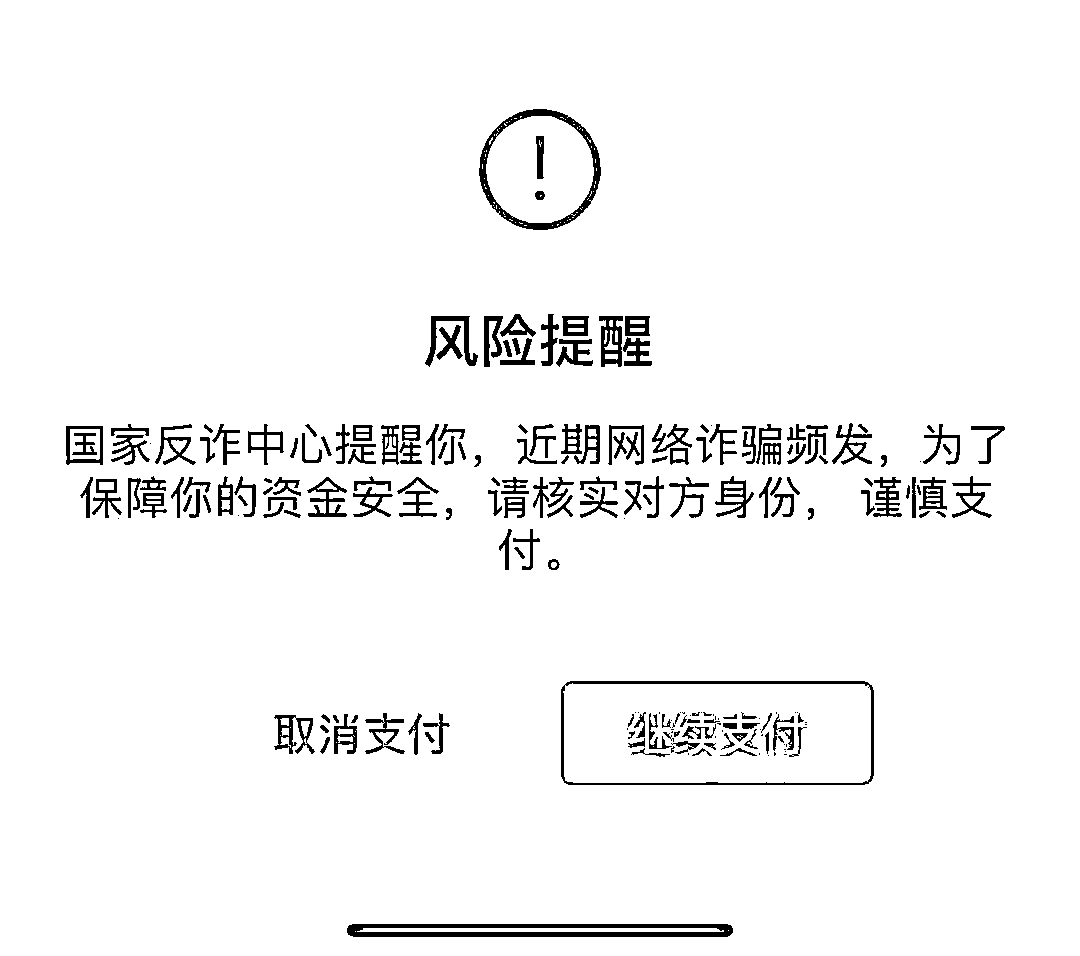 风险提醒
国家反诈中心提醒你，近期网络诈骗频发，为了
保障你的资金安全，请核实对方身份， 谨慎支
付。
取消支付
继续支付